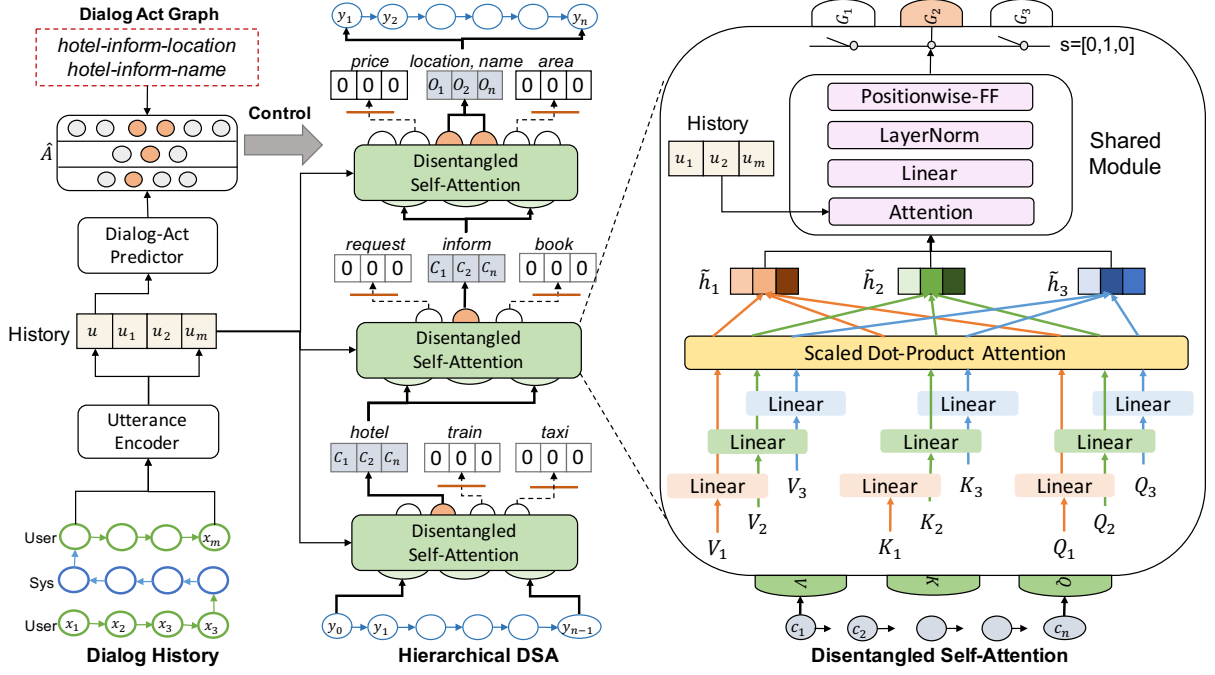 Dialog Act Graph
hotel-inform-location
hotel-inform-name
Control
Â
Dialog-Act
Predictor
History
u u₁ u₂ uₘ
Utterance
Encoder
User
xₘ
Sys
User
x₁ x₂ x₃ x₃
Dialog History
y₁ y₂ yₙ
price location, name area
0 0 0 O₁ O₂ Oₙ 0 0 0
Disentangled
Self-Attention
request inform book
0 0 0 C₁ C₂ Cₙ 0 0 0
Disentangled
Self-Attention
hotel train taxi
C₁ C₂ Cₙ 0 0 0 0 0 0
Disentangled
Self-Attention
y₀ y₁ yₙ₋₁
Hierarchical DSA
G₁ G₂ G₃
s=[0,1,0]
Positionwise-FF
LayerNorm
Linear
Attention
Shared
Module
History
u₁ u₂ uₘ
h̃₁ h̃₂ h̃₃
Scaled Dot-Product Attention
Linear Linear Linear
Linear Linear Linear
Linear Linear Linear
V₃ K₃ Q₃
V₂ K₂ Q₂
V₁ K₁ Q₁
V K Q
c₁ c₂ cₙ
Disentangled Self-Attention